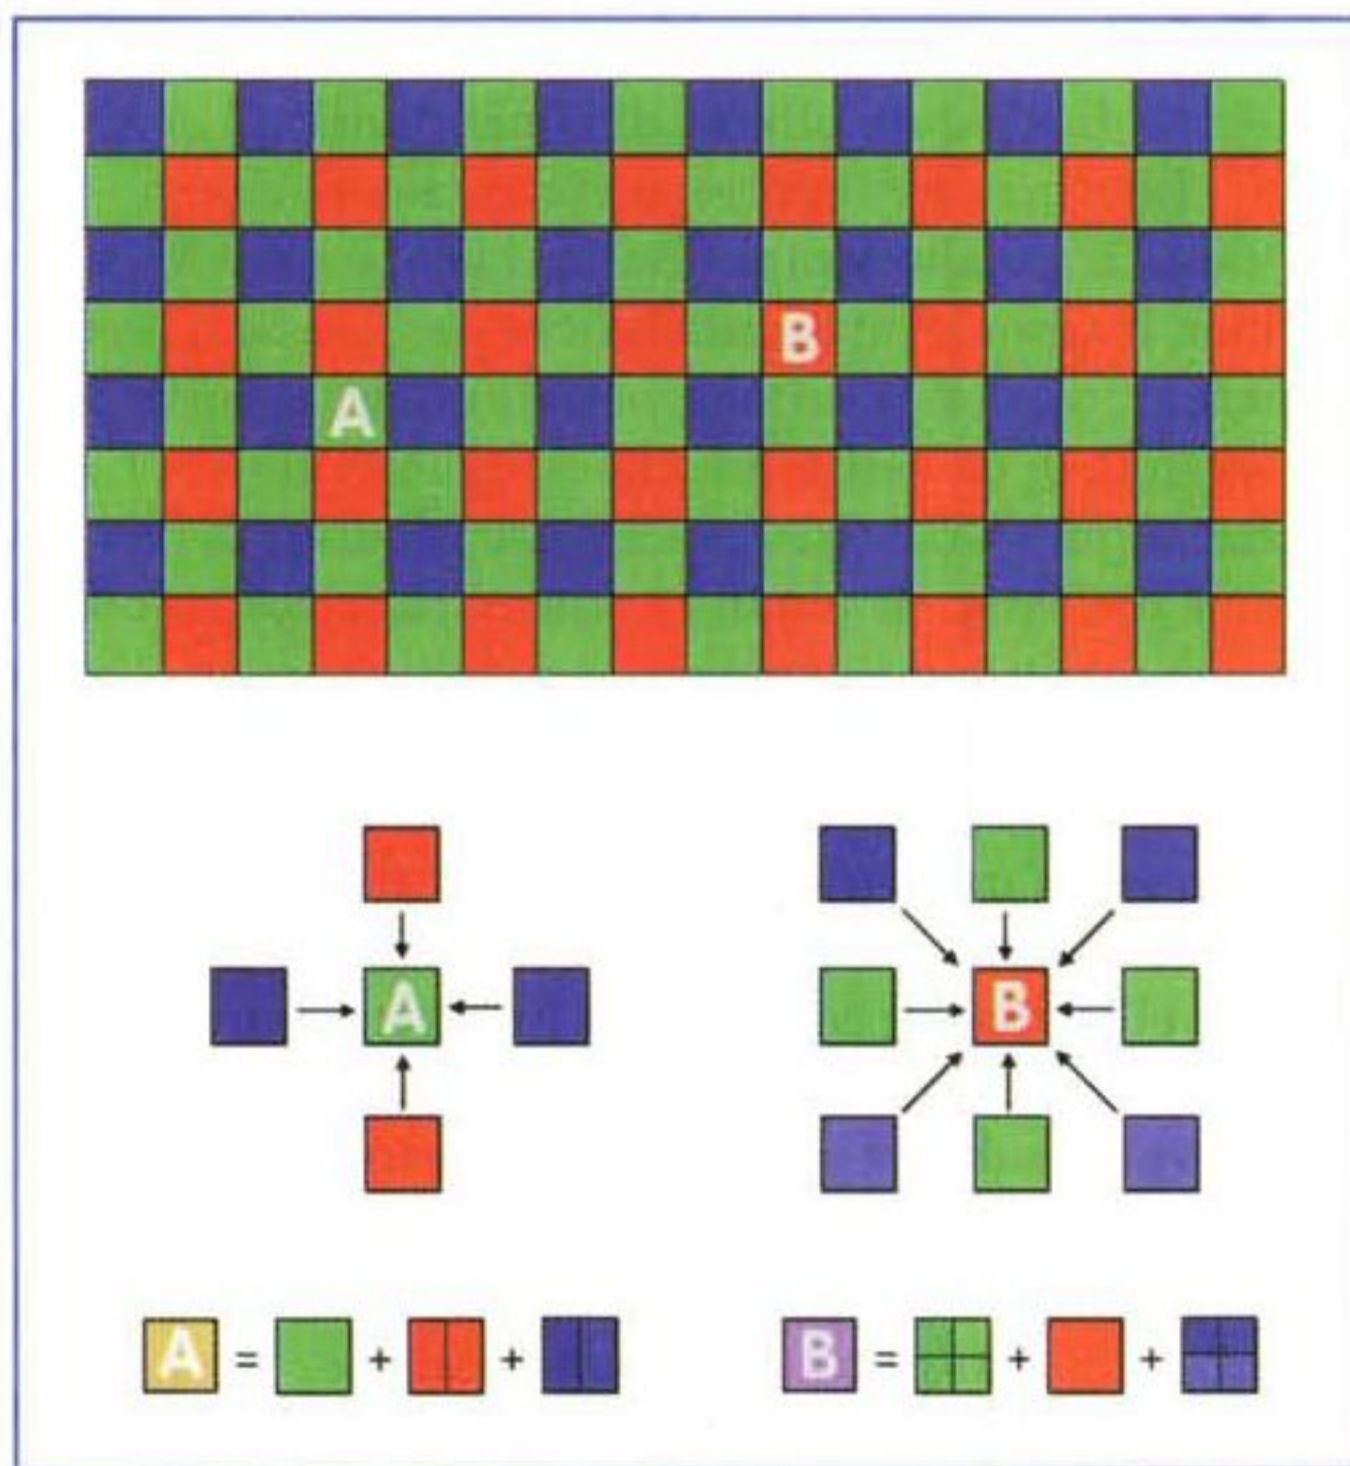 B
A
A
B
A = + +
B = + +